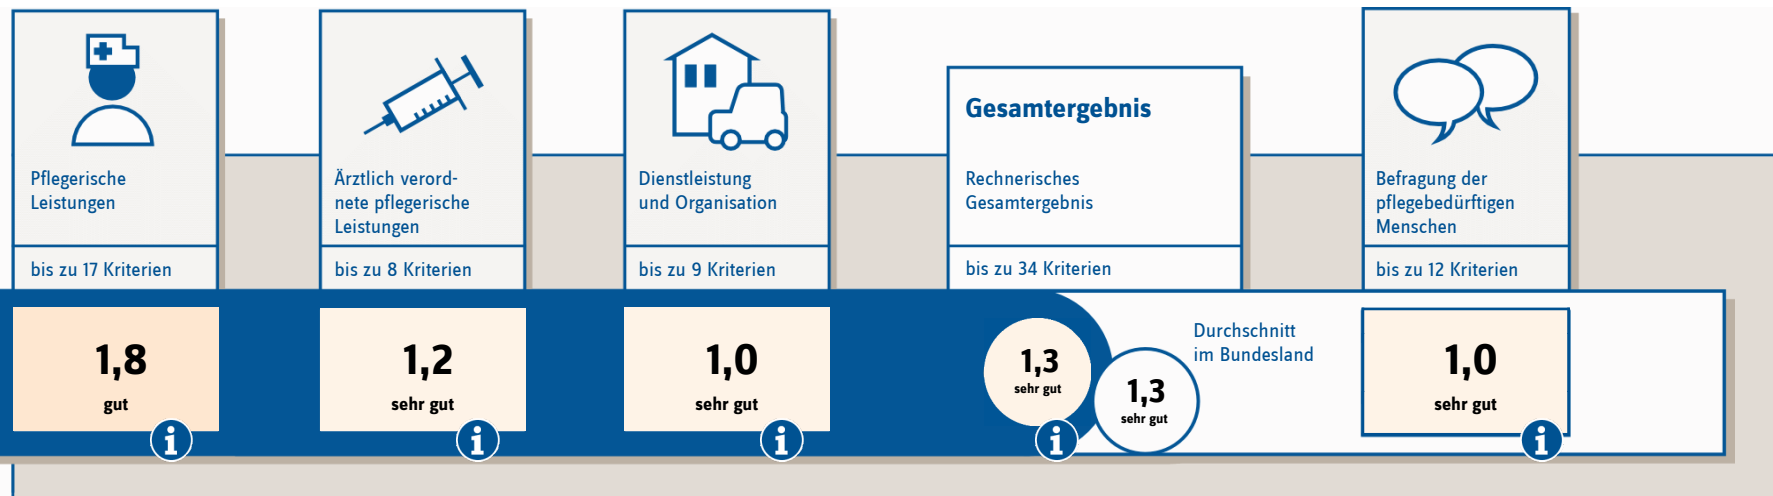 Pflegerische
Leistungen
bis zu 17 Kriterien
1,8
gut
Ärztlich verord-
nete pflegerische
Leistungen
bis zu 8 Kriterien
1,2
sehr gut
Dienstleistung
und Organisation
bis zu 9 Kriterien
1,0
sehr gut
Gesamtergebnis
Rechnerisches
Gesamtergebnis
bis zu 34 Kriterien
1,3
sehr gut
Durchschnitt
im Bundesland
1,3
sehr gut
Befragung der
pflegebedürftigen
Menschen
bis zu 12 Kriterien
1,0
sehr gut